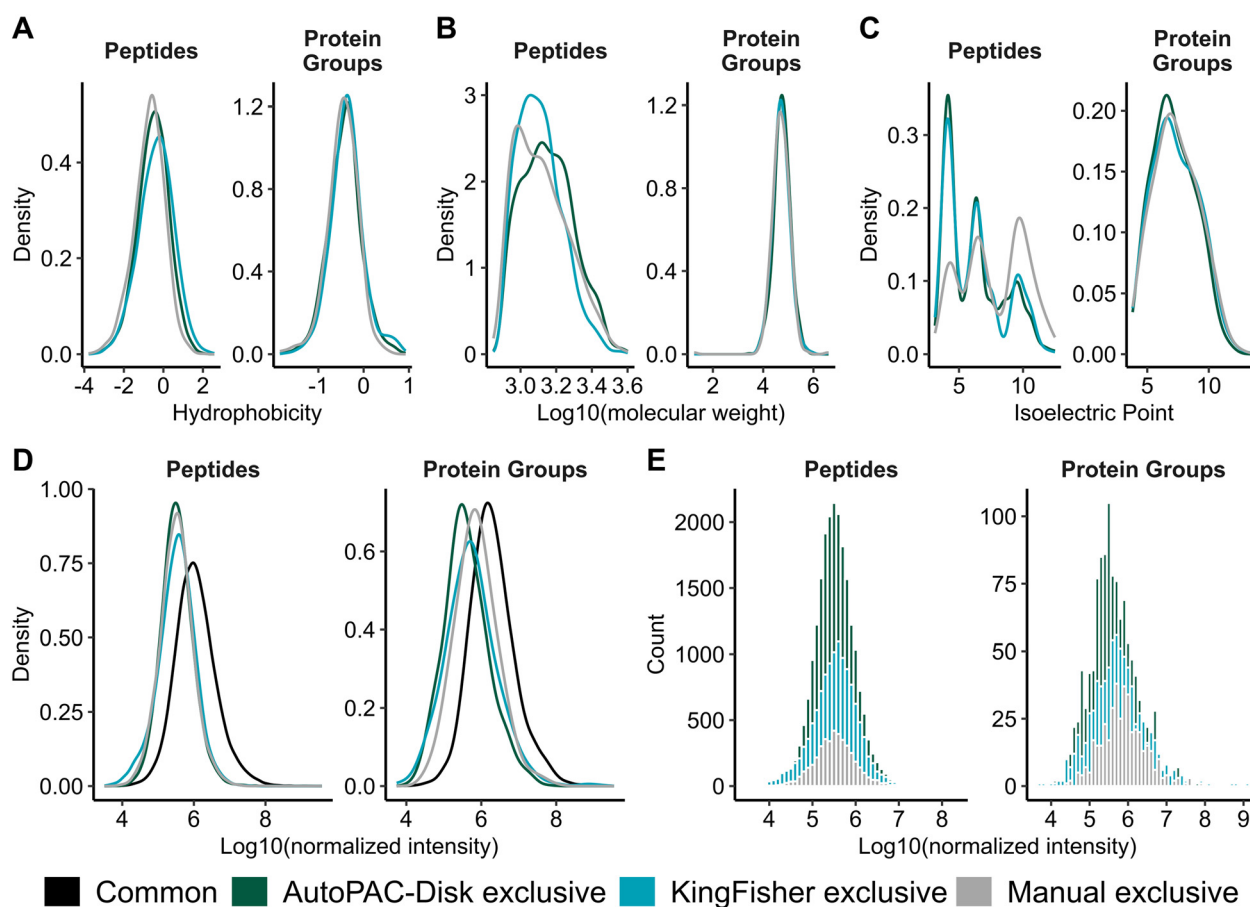 A
B
C
Peptides
Protein
Groups
Peptides
Protein
Groups
Peptides
Protein
Groups
Density
0.4
0.2
0.0
-4
-2
0
2
1.2
0.8
0.4
0.0
-1
0
1
Hydrophobicity
Density
3
2
1
0
3.0
3.2
3.4
3.6
1.2
0.8
0.4
0.0
2
4
6
Log10(molecular weight)
Density
0.3
0.2
0.1
0.0
5
10
0.20
0.15
0.10
0.05
0.00
5
10
Isoelectric Point
D
E
Peptides
Protein Groups
Peptides
Protein Groups
Density
1.00
0.75
0.50
0.25
0.00
4
6
8
0.6
0.4
0.2
0.0
4
6
8
Log10(normalized intensity)
Count
2000
1500
1000
500
0
4
5
6
7
8
100
75
50
25
0
4
5
6
7
8
9
Log10(normalized intensity)
Common
AutoPAC-Disk exclusive
KingFisher exclusive
Manual exclusive